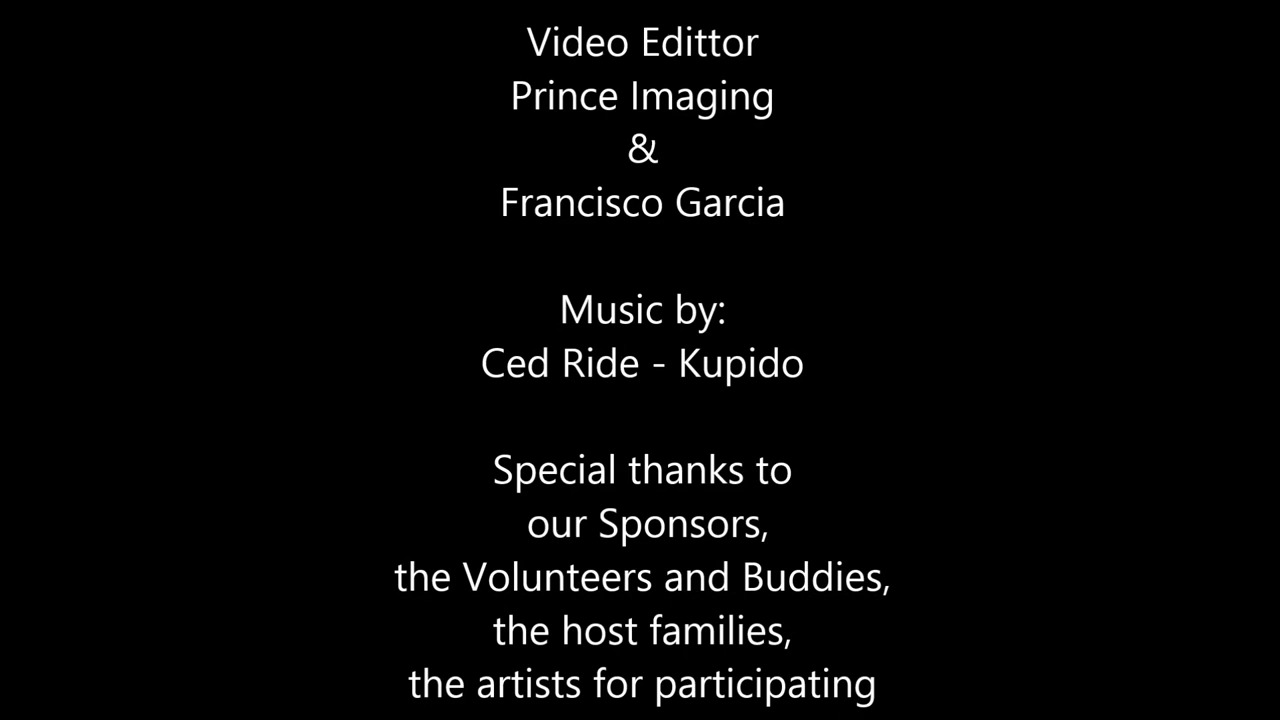 Video Edittor
Prince Imaging
&
Francisco Garcia
Music by:
Ced Ride - Kupido
Special thanks to
our Sponsors,
the Volunteers and Buddies,
the host families,
the artists for participating